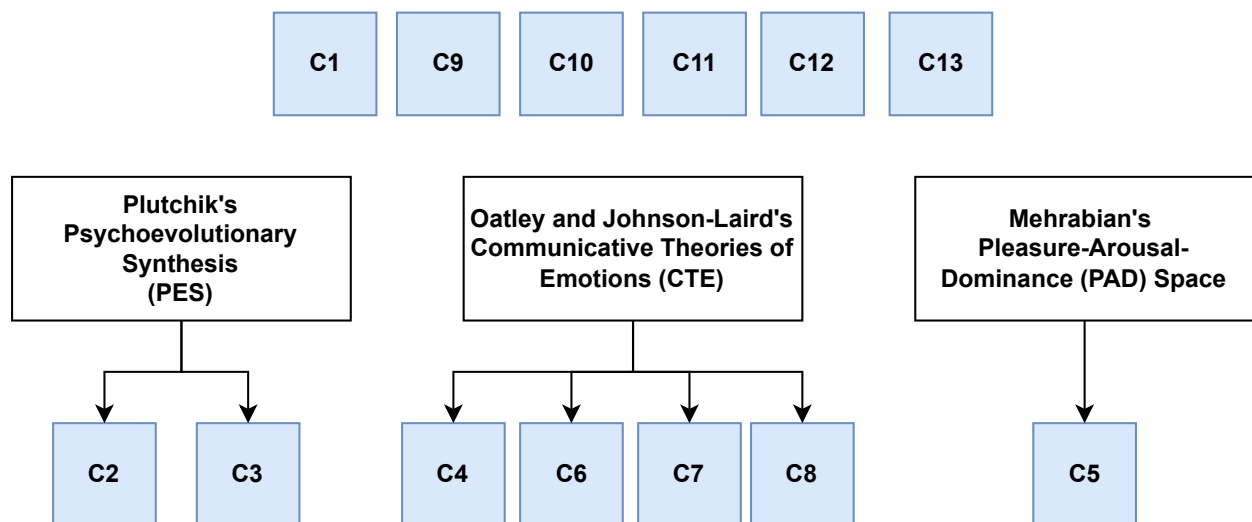 C1 C9 C10 C11 C12 C13
Plutchik's
Psychoevolutionary
Synthesis
(PES)
Oatley and Johnson-Laird's
Communicative Theories of
Emotions (CTE)
Mehrabian's
Pleasure-Arousal-
Dominance (PAD) Space
C2 C3 C4 C6 C7 C8 C5